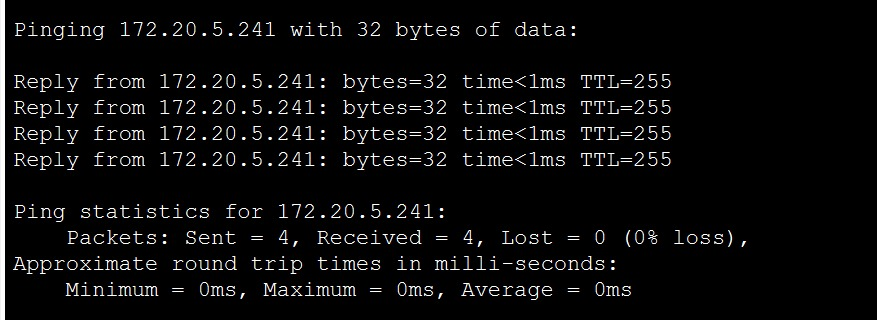 Pinging 172.20.5.241 with 32 bytes of data:
Reply from 172.20.5.241: bytes=32 time<1ms TTL=255
Reply from 172.20.5.241: bytes=32 time<1ms TTL=255
Reply from 172.20.5.241: bytes=32 time<1ms TTL=255
Reply from 172.20.5.241: bytes=32 time<1ms TTL=255
Ping statistics for 172.20.5.241:
Packets: Sent = 4, Received = 4, Lost = 0 (0% loss),
Approximate round trip times in milli-seconds:
Minimum = 0ms, Maximum = 0ms, Average = 0ms